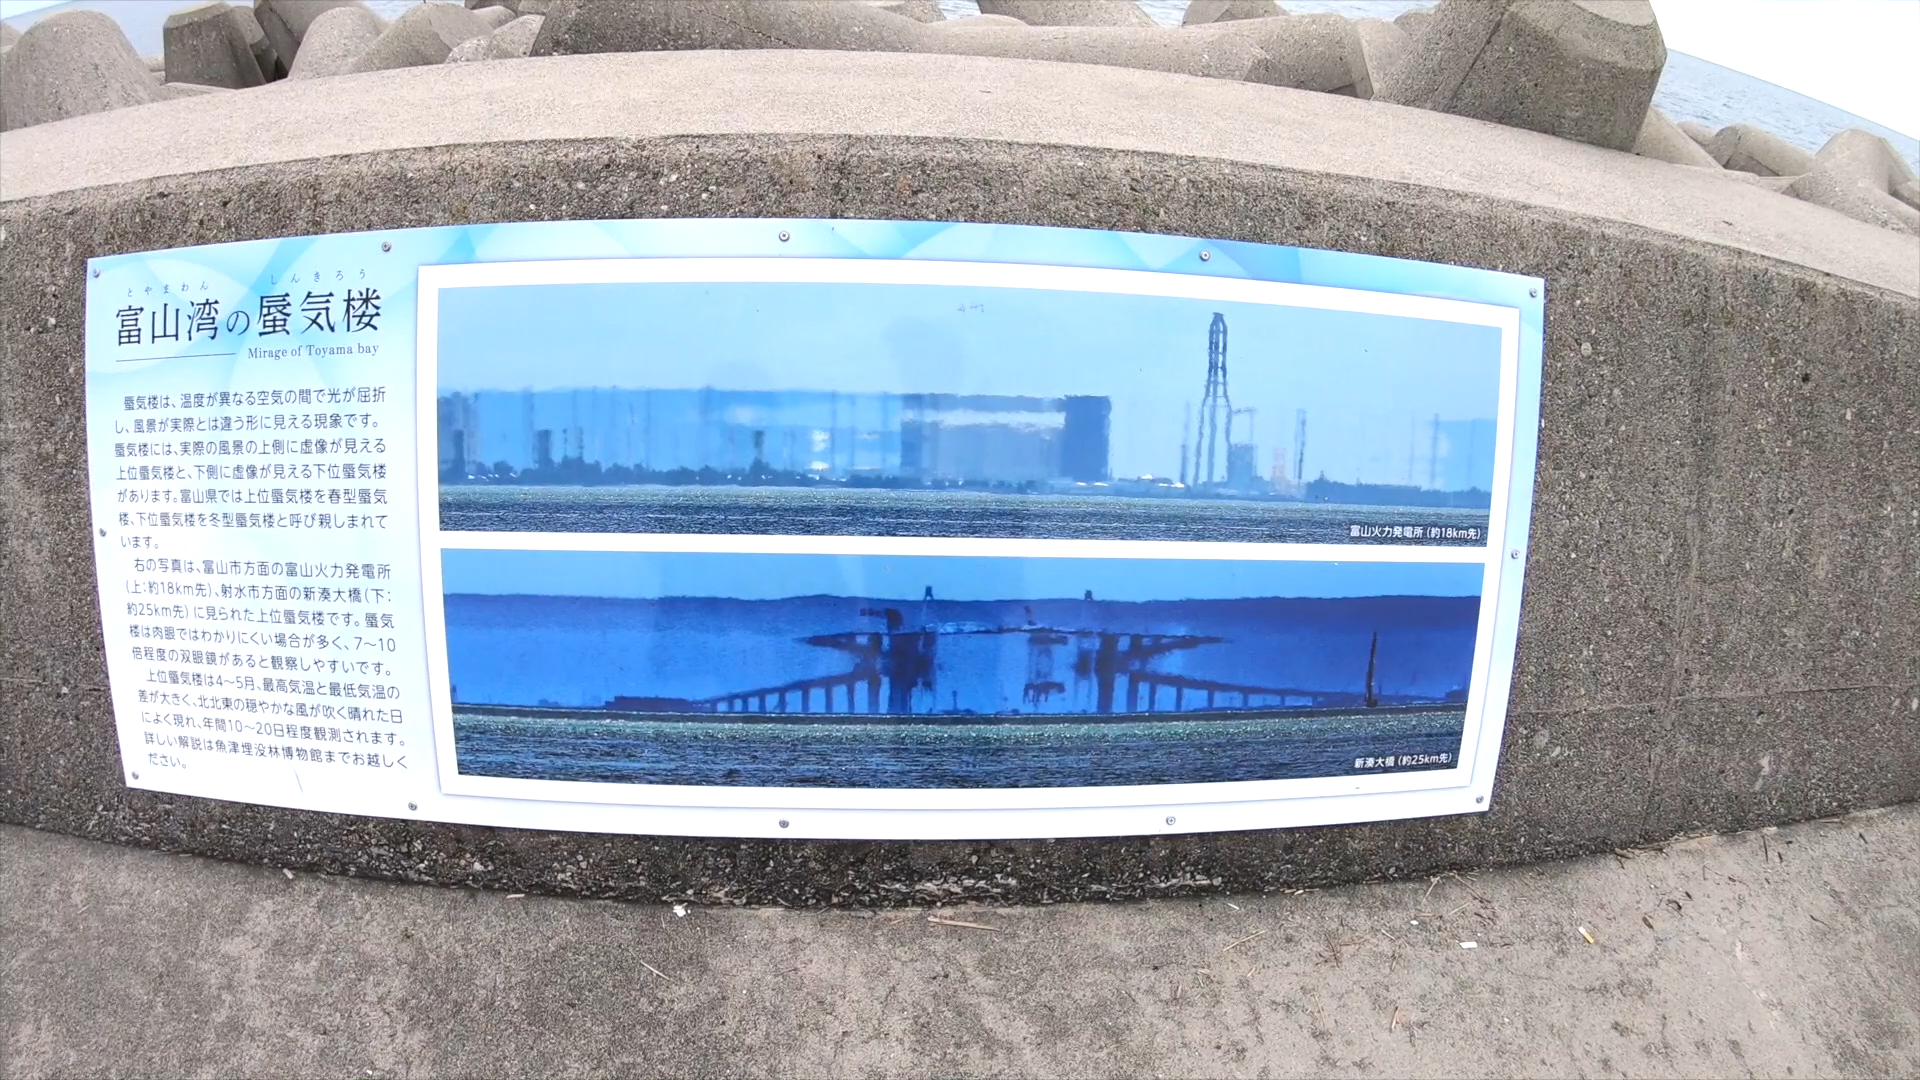 とやまわん しんきろう
富山湾の蜃気楼
Mirage of Toyama bay
蜃気楼は、温度が異なる空気の間で光が屈折
し、風景が実際とは違う形に見える現象です。
蜃気楼には、実際の風景の上側に虚像が見える
上位蜃気楼と、下側に虚像が見える下位蜃気楼
があります。富山県では上位蜃気楼を春型蜃気
楼、下位蜃気楼を冬型蜃気楼と呼び親しまれて
います。
右の写真は、富山市方面の富山火力発電所
(上:約18km先)、射水市方面の新湊大橋(下:
約25km先)に見られた上位蜃気楼です。蜃気
楼は肉眼ではわかりにくい場合が多く、7〜10
倍程度の双眼鏡があると観察しやすいです。
上位蜃気楼は4〜5月、最高気温と最低気温の
差が大きく、北北東の穏やかな風が吹く晴れた日
によく現れ、年間10〜20日程度観測されます。
詳しい解説は魚津埋没林博物館までお越しく
ださい。
富山火力発電所(約18km先)
新湊大橋(約25km先)